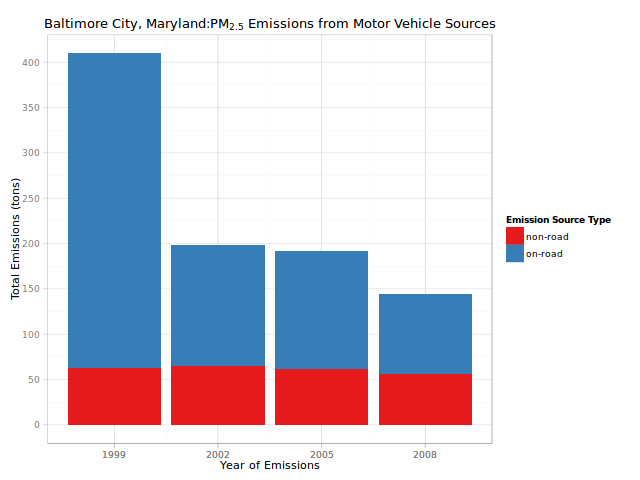 Baltimore City, Maryland:PM2.5 Emissions from Motor Vehicle Sources
Total Emissions (tons)
400
350
300
250
200
150
100
50
0
1999 2002 2005 2008
Year of Emissions
Emission Source Type
non-road
on-road